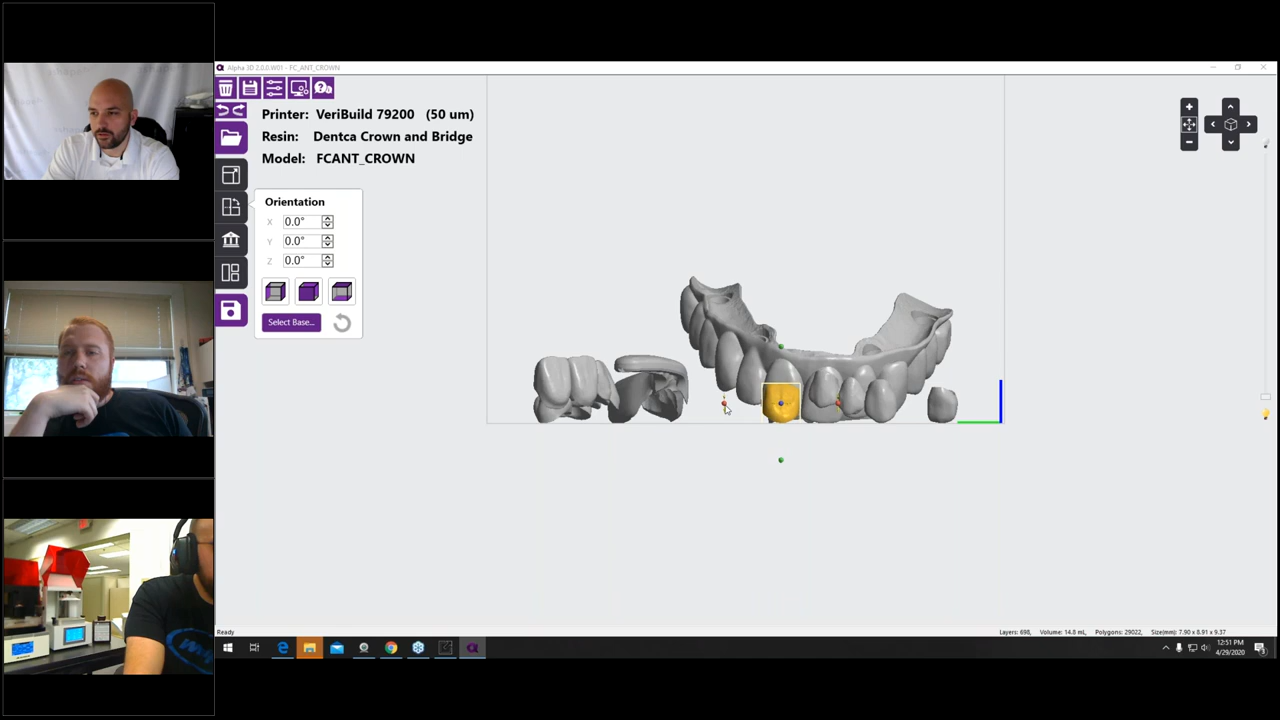 Alpha 3D 2.0.0.W01 - FC_ANT_CROWN
Printer: VeriBuild 79200 (50 um)
Resin: Dentca Crown and Bridge
Model: FCANT_CROWN
Orientation
X 0.0°
Y 0.0°
Z 0.0°
Select Base...
Ready
Layers: 698, Volume: 14.8 mL, Polygons: 29022, Size(mm): 7.90 x 8.91 x 9.37
12:51 PM
4/29/2020